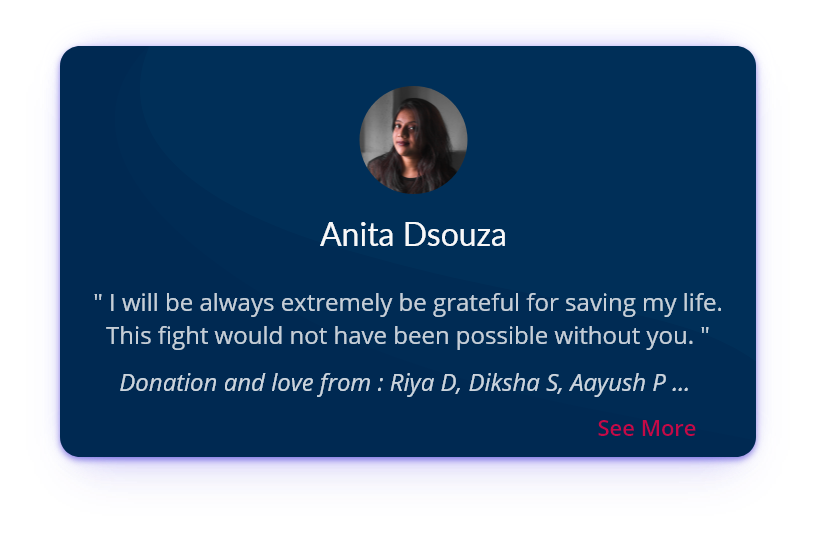 Anita Dsouza
" I will be always extremely be grateful for saving my life.
This fight would not have been possible without you. "
Donation and love from : Riya D, Diksha S, Aayush P ...
See More